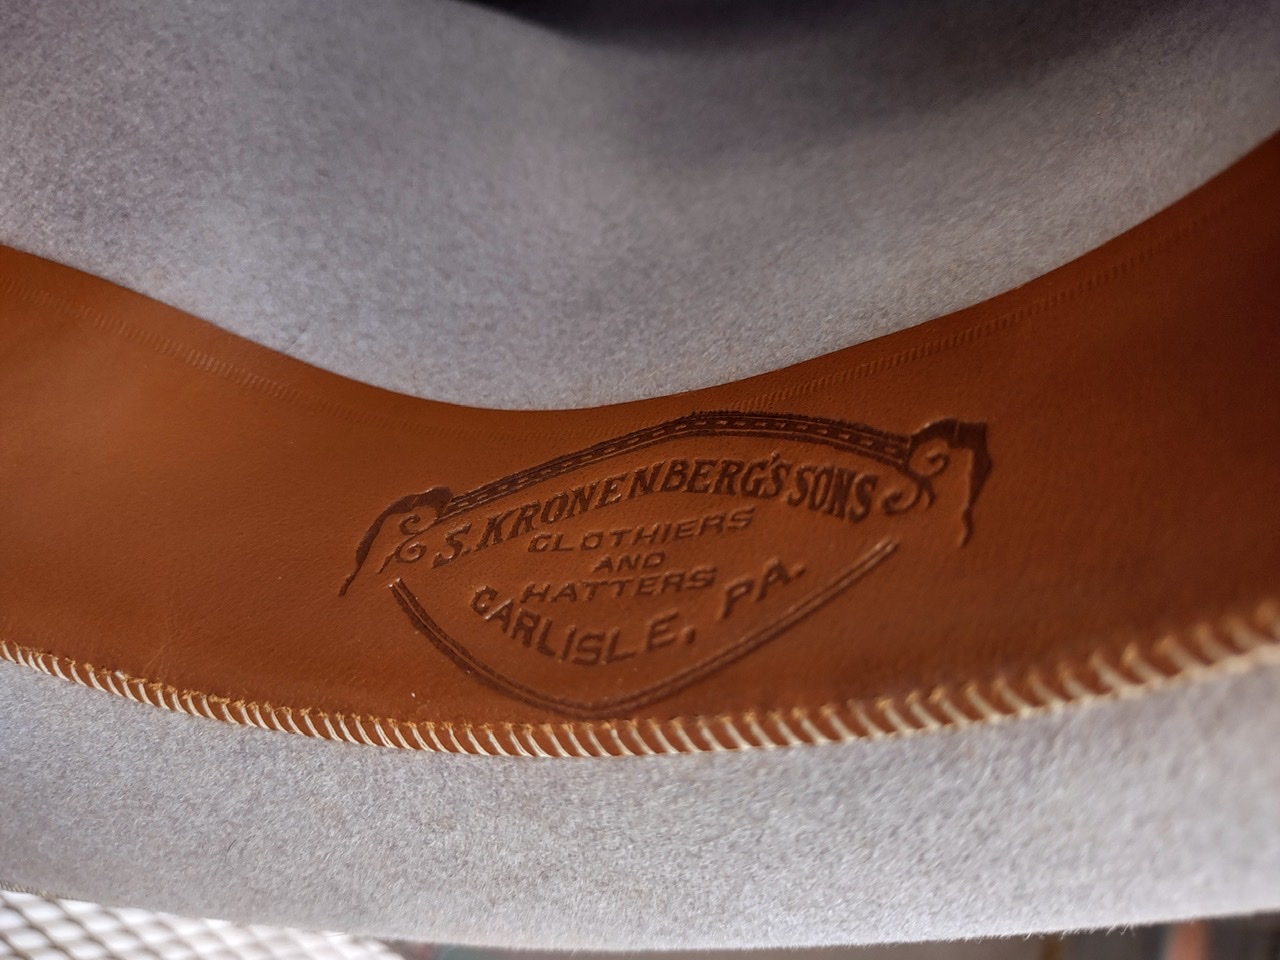 S. KRONENBERG'S SONS
CLOTHIERS
AND
HATTERS
CARLISLE, PA.